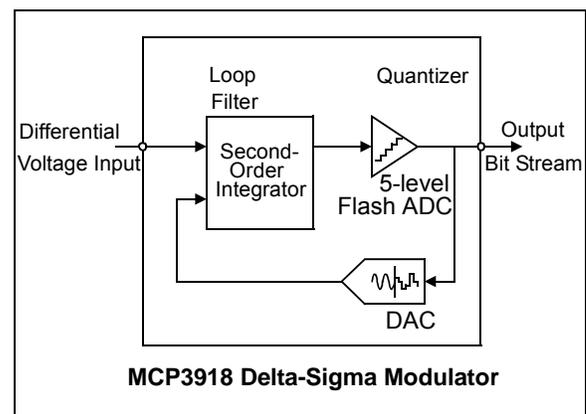 Loop
Filter
Quantizer
Differential
Voltage Input
Second-
Order
Integrator
5-level
Flash ADC
Output
Bit Stream
DAC
MCP3918 Delta-Sigma Modulator